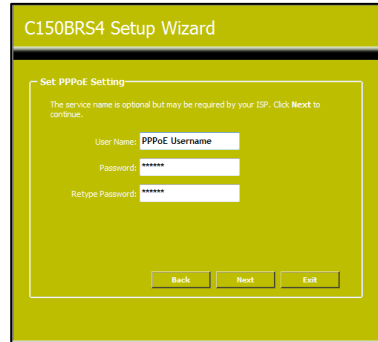 C150BRS4 Setup Wizard
Set PPPoE Setting
The service name is optional but may be required by your ISP. Click Next to
continue.
User Name: PPPoE Username
Password: ******
Retype Password: ******
Back Next Exit